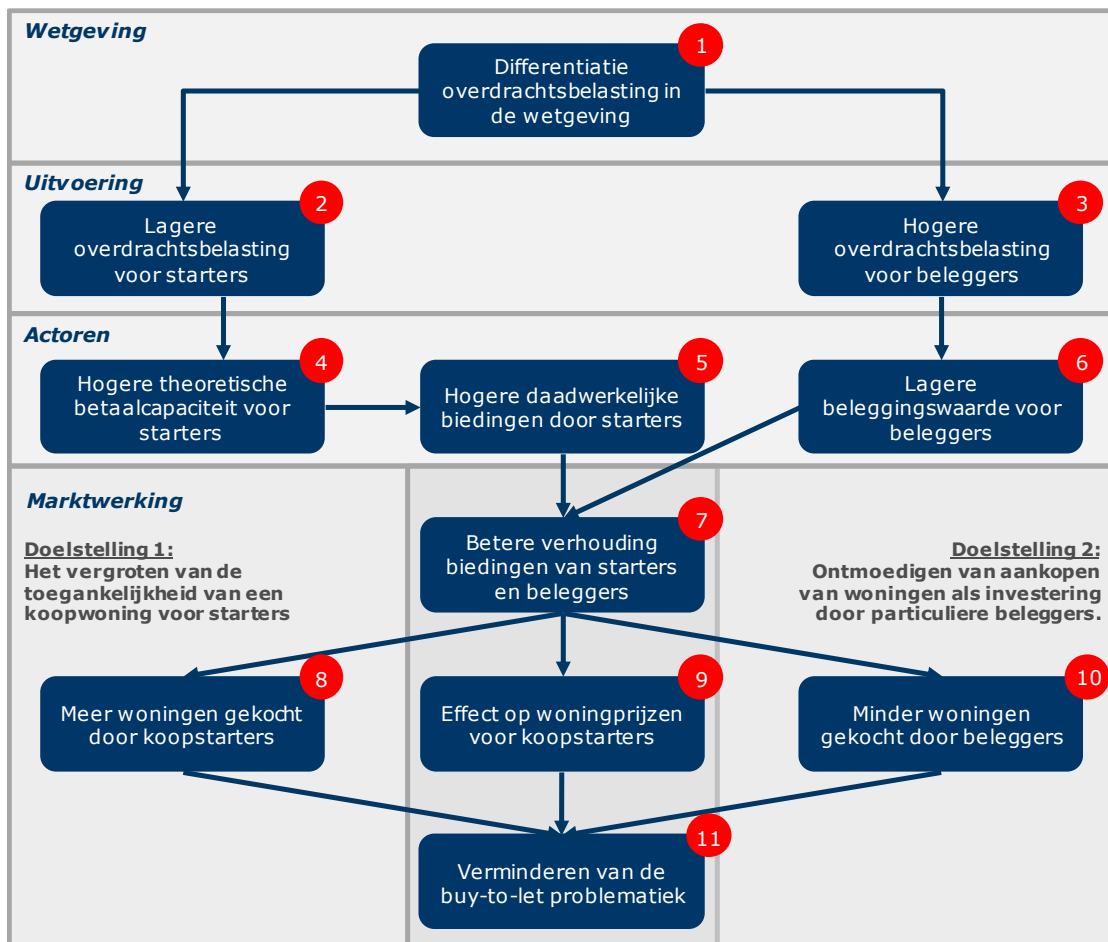 Wetgeving
1
Differentiatie
overdrachtsbelasting in
de wetgeving
Uitvoering
2
Lagere
overdrachtsbelasting
voor starters
3
Hogere
overdrachtsbelasting
voor beleggers
Actoren
4
Hogere theoretische
betaalcapaciteit voor
starters
5
Hogere daadwerkelijke
biedingen door starters
6
Lagere
beleggingswaarde voor
beleggers
Marktwerking
Doelstelling 1:
Het vergroten van de
toegankelijkheid van een
koopwoning voor starters
7
Betere verhouding
biedingen van starters
en beleggers
Doelstelling 2:
Ontmoedigen van aankopen
van woningen als investering
door particuliere beleggers.
8
Meer woningen gekocht
door koopstarters
9
Effect op woningprijzen
voor koopstarters
10
Minder woningen
gekocht door beleggers
11
Verminderen van de
buy-to-let problematiek